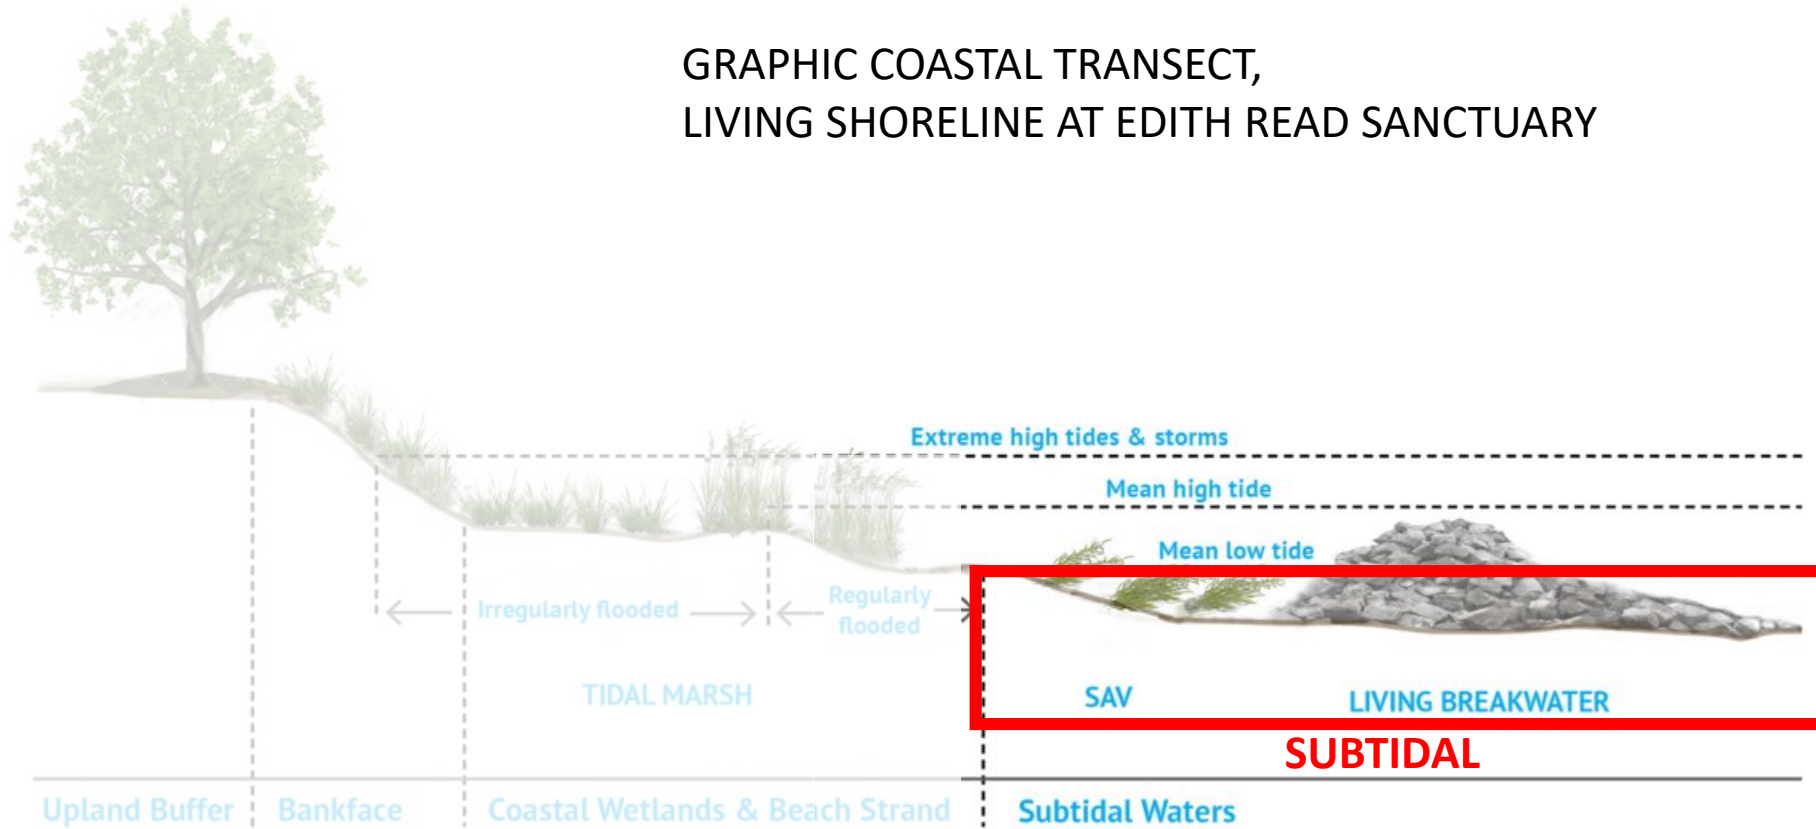 GRAPHIC COASTAL TRANSECT,
LIVING SHORELINE AT EDITH READ SANCTUARY
Extreme high tides & storms
Mean high tide
Mean low tide
Irregularly flooded
Regularly
flooded
TIDAL MARSH
SAV
LIVING BREAKWATER
SUBTIDAL
Upland Buffer
Bankface
Coastal Wetlands & Beach Strand
Subtidal Waters